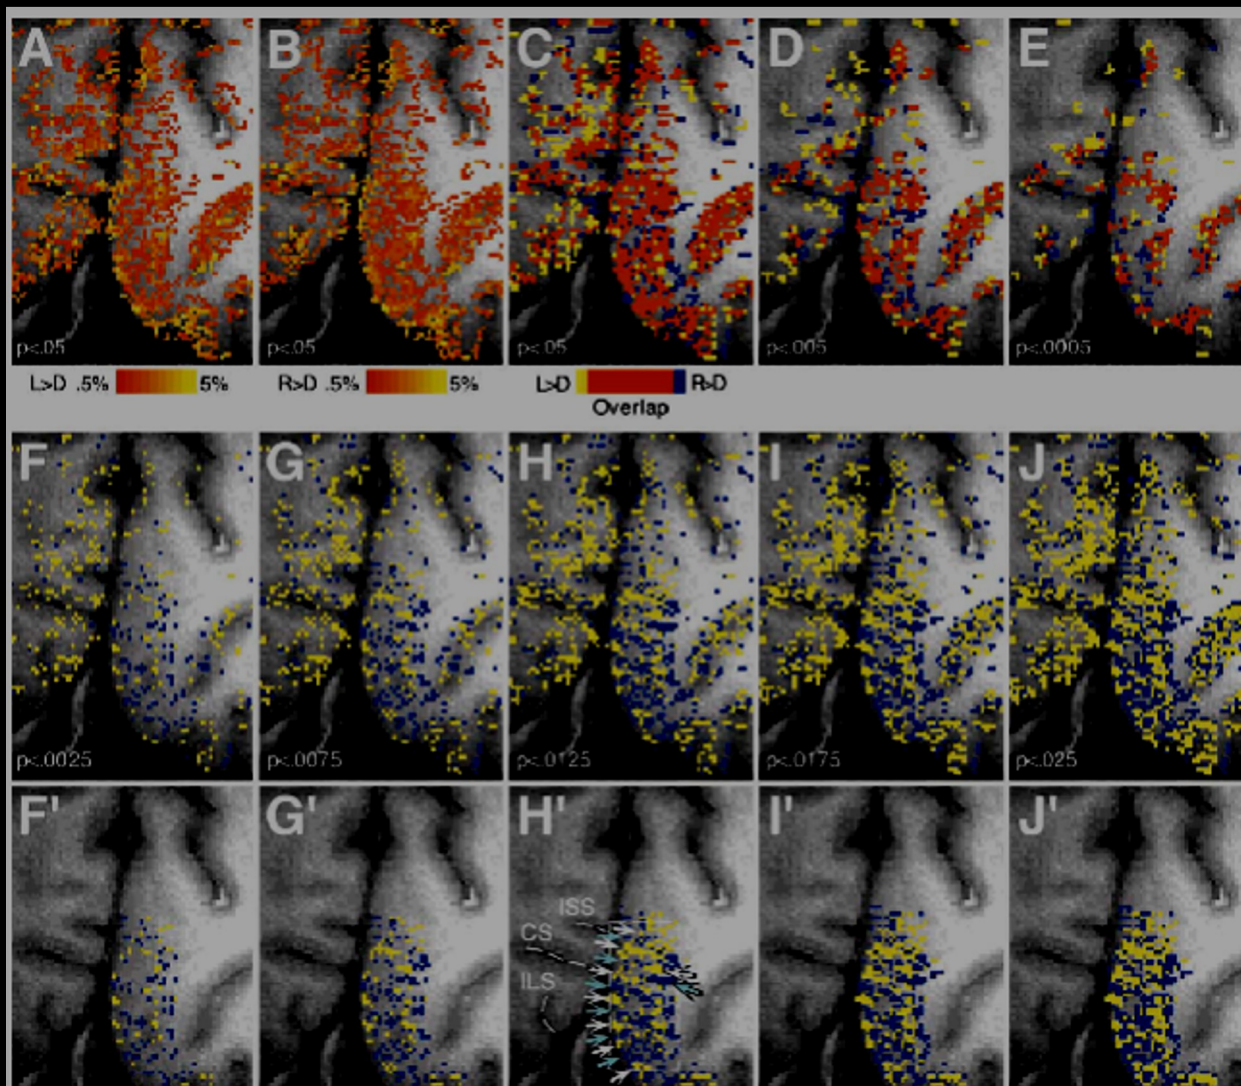 A B C D E
p<.05 p<.05 p<.05 p<.005 p<.0005
L>D .5% 5% R>D .5% 5% L>D R>D
Overlap
F G H I J
p<.0025 p<.0075 p<.0125 p<.0175 p<.025
F' G' H' I' J'
ISS
CS
ILS